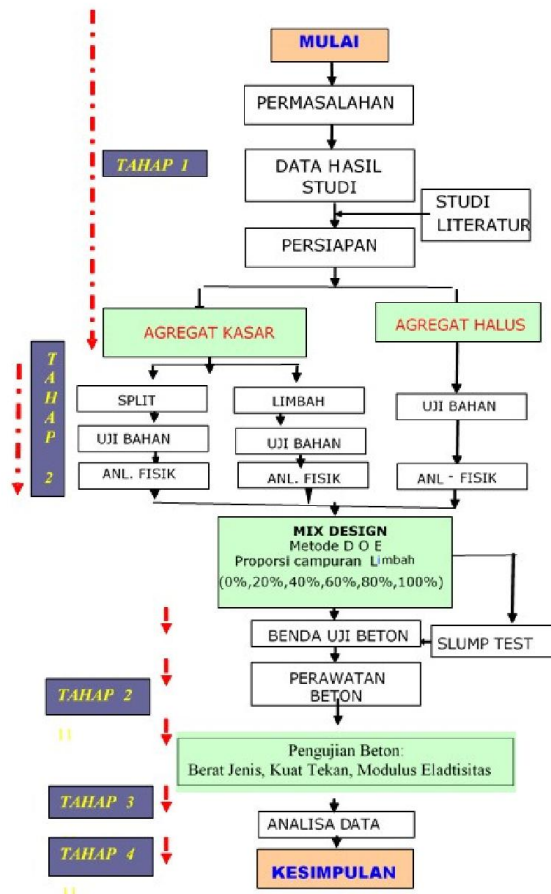 MULAI
PERMASALAHAN
TAHAP 1
DATA HASIL
STUDI
STUDI
LITERATUR
PERSIAPAN
AGREGAT KASAR
AGREGAT HALUS
TAHAP 2
SPLIT
LIMBAH
UJI BAHAN
UJI BAHAN
UJI BAHAN
ANL. FISIK
ANL. FISIK
ANL - FISIK
MIX DESIGN
Metode D O E
Proporsi campuran Limbah
(0%,20%,40%,60%,80%,100%)
BENDA UJI BETON
SLUMP TEST
PERAWATAN
BETON
TAHAP 2
Pengujian Beton:
Berat Jenis, Kuat Tekan, Modulus Eladtisitas
TAHAP 3
ANALISA DATA
TAHAP 4
KESIMPULAN